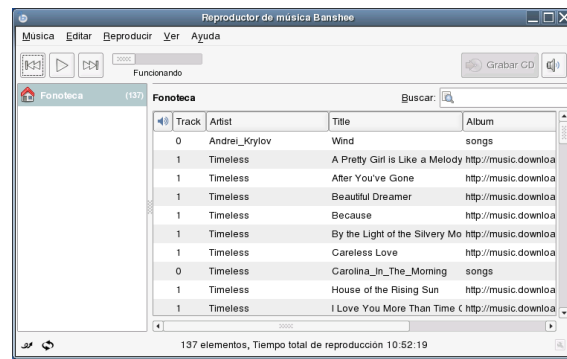 Reproductor de música Banshee
Música Editar Reproducir Ver Ayuda
Funcionando
Grabar CD
Fonoteca (137)
Fonoteca
Buscar:
Track Artist Title Album
0 Andrei_Krylov Wind songs
1 Timeless A Pretty Girl is Like a Melody http://music.downloa
1 Timeless After You've Gone http://music.downloa
1 Timeless Beautiful Dreamer http://music.downloa
1 Timeless Because http://music.downloa
1 Timeless By the Light of the Silvery Mo http://music.downloa
1 Timeless Careless Love http://music.downloa
0 Timeless Carolina_In_The_Morning songs
1 Timeless House of the Rising Sun http://music.downloa
1 Timeless I Love You More Than Time ( http://music.downloa
137 elementos, Tiempo total de reproducción 10:52:19